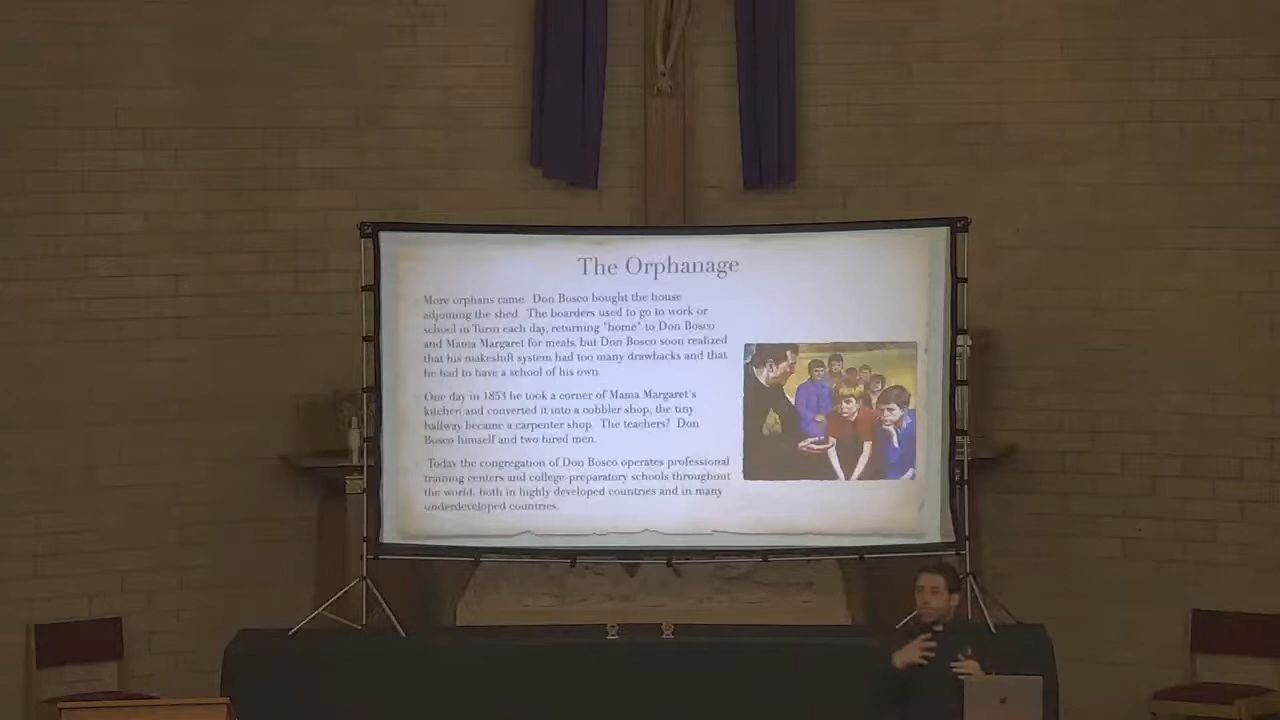 The Orphanage
More orphans came. Don Bosco bought the house
adjoining the shed. The boarders used to go to work or
school in Turin each day, returning "home" to Don Bosco
and Mama Margaret for meals, but Don Bosco soon realized
that his makeshift system had too many drawbacks and that
he had to have a school of his own.
One day in 1853 he took a corner of Mama Margaret's
kitchen and converted it into a cobbler shop, the tiny
hallway became a carpenter shop. The teachers? Don
Bosco himself and two hired men.
Today the congregation of Don Bosco operates professional
training centers and college-preparatory schools throughout
the world, both in highly developed countries and in many
underdeveloped countries.